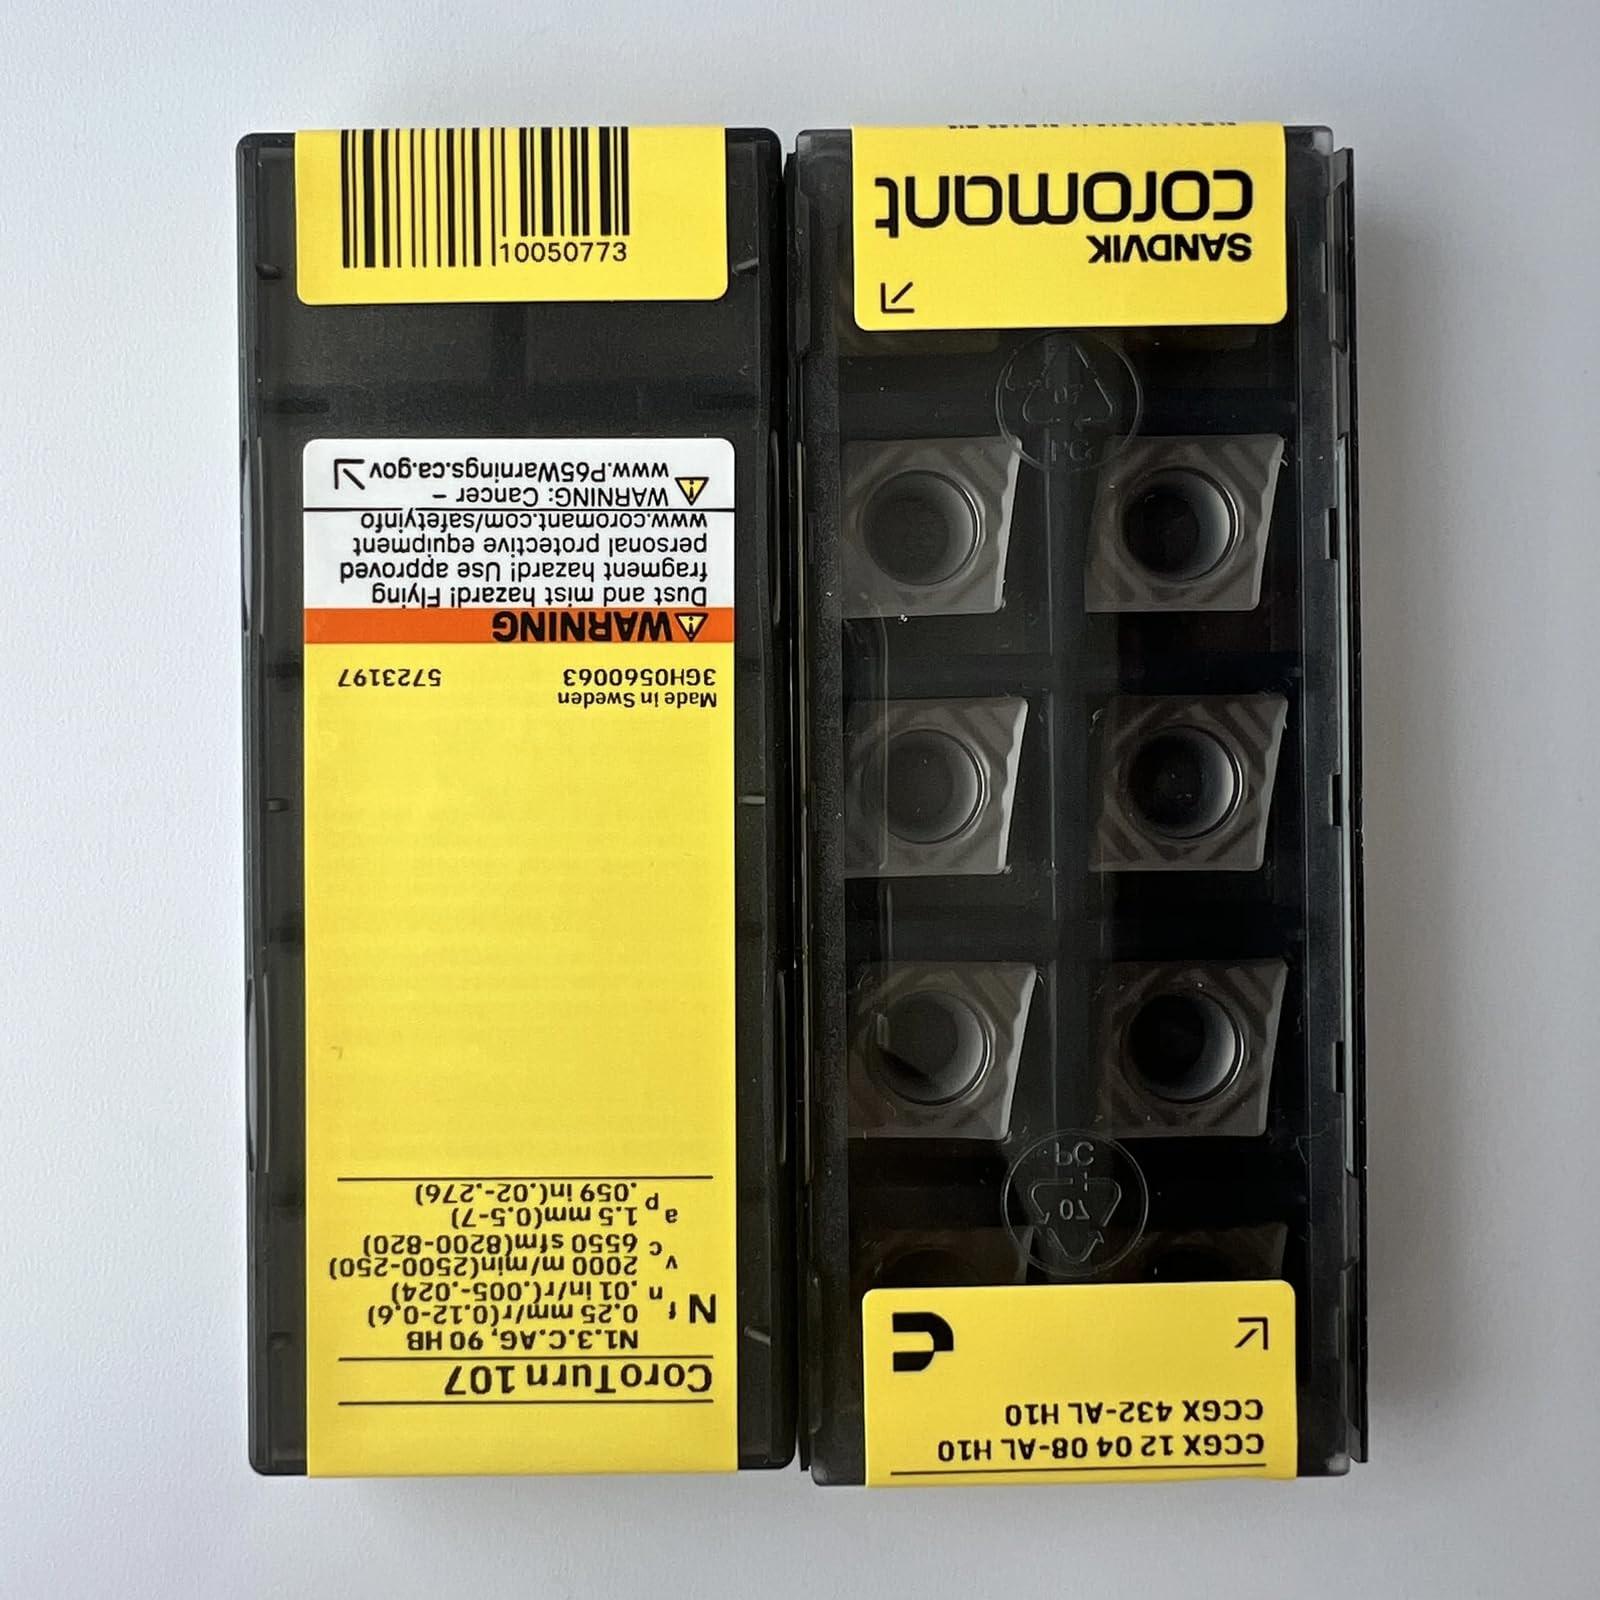 10050773
CoroTurn 107
N1.3.C.AG, 90 HB
N f n 0.25 mm/r(0.12-0,6)
.01 in/r(.005-.024)
v c 2000 m/min(2500-250)
6550 sfm(8200-820)
a p 1.5 mm(0.5-7)
.059 in(.02-.276)
Made in Sweden
3GH0560063 5723197
WARNING
Dust and mist hazard! Flying
fragment hazard! Use approved
personal protective equipment
www.coromant.com/safetyinfo
WARNING: Cancer –
www.P65Warnings.ca.gov
CCGX 12 04 08-AL H10
CCGX 432-AL H10
PC
07
07
PC
SANDVIK
coromant